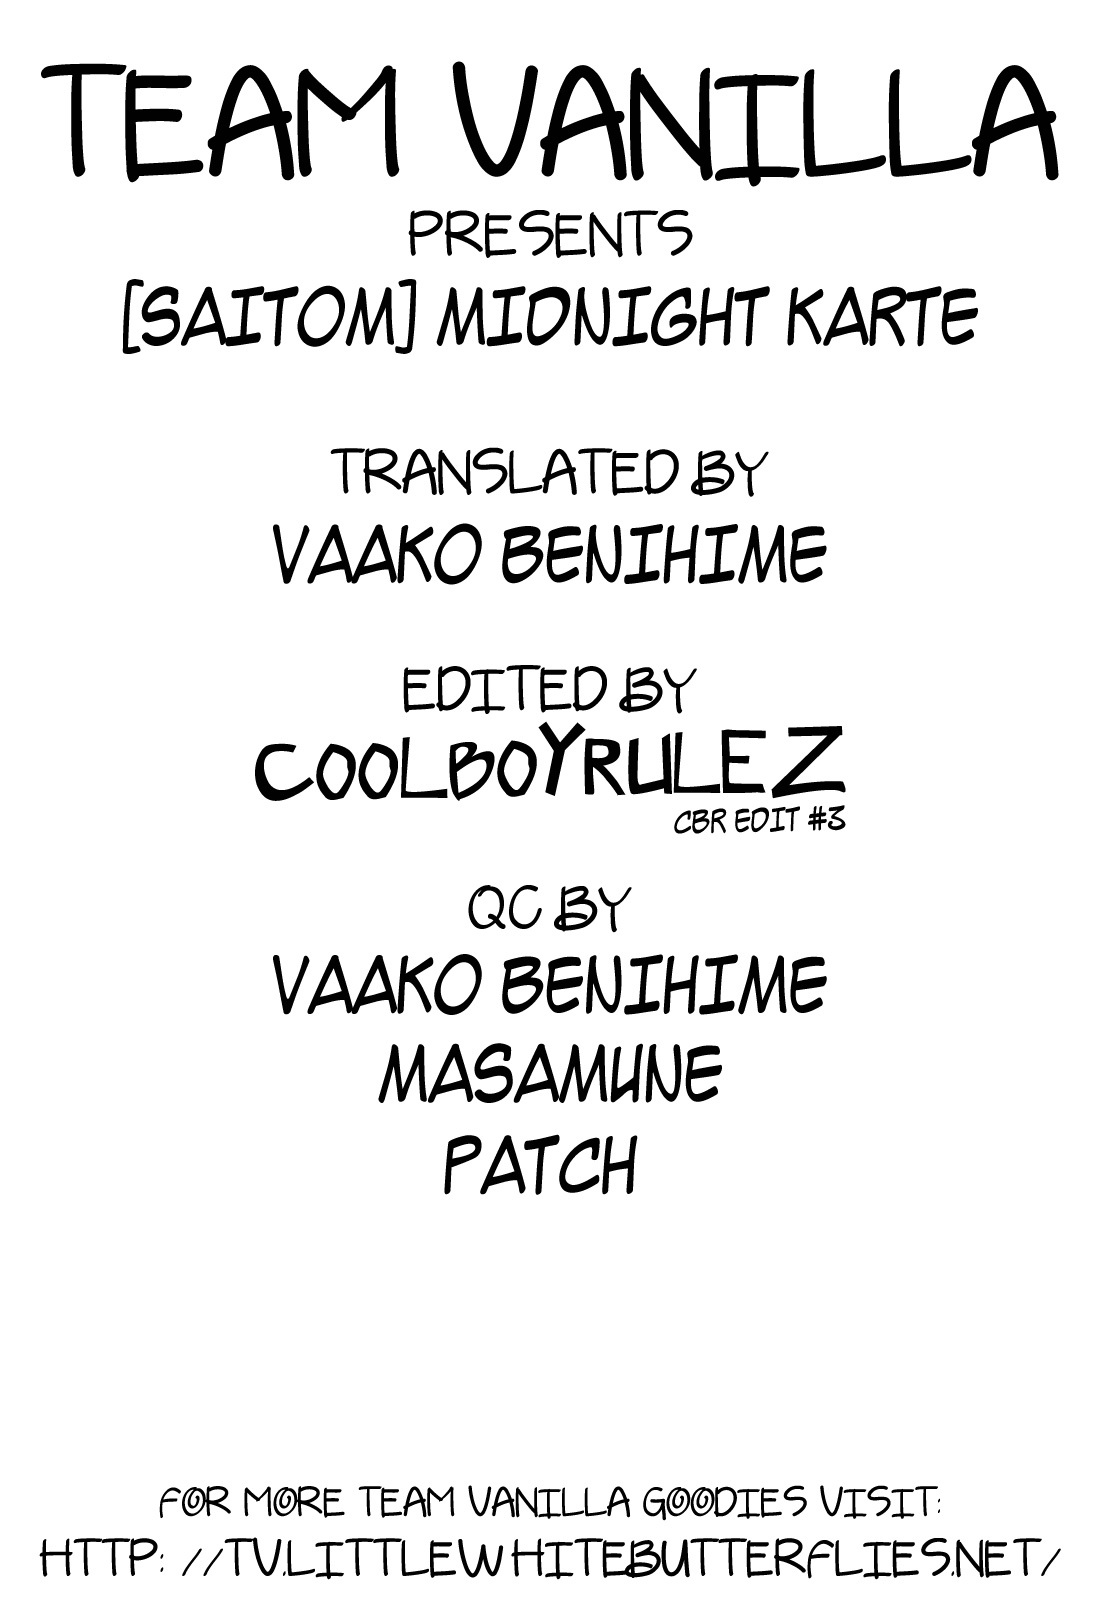 TEAM VANILLA
PRESENTS
[SAITOM] MIDNIGHT KARTE
TRANSLATED BY
VAAKO BENIHIME
EDITED BY
COOLBOYRULEZ
CBR EDIT #3
QC BY
VAAKO BENIHIME
MASAMUNE
PATCH
FOR MORE TEAM VANILLA GOODIES VISIT:
HTTP: //TV.LITTLEWHITEBUTTERFLIES.NET/